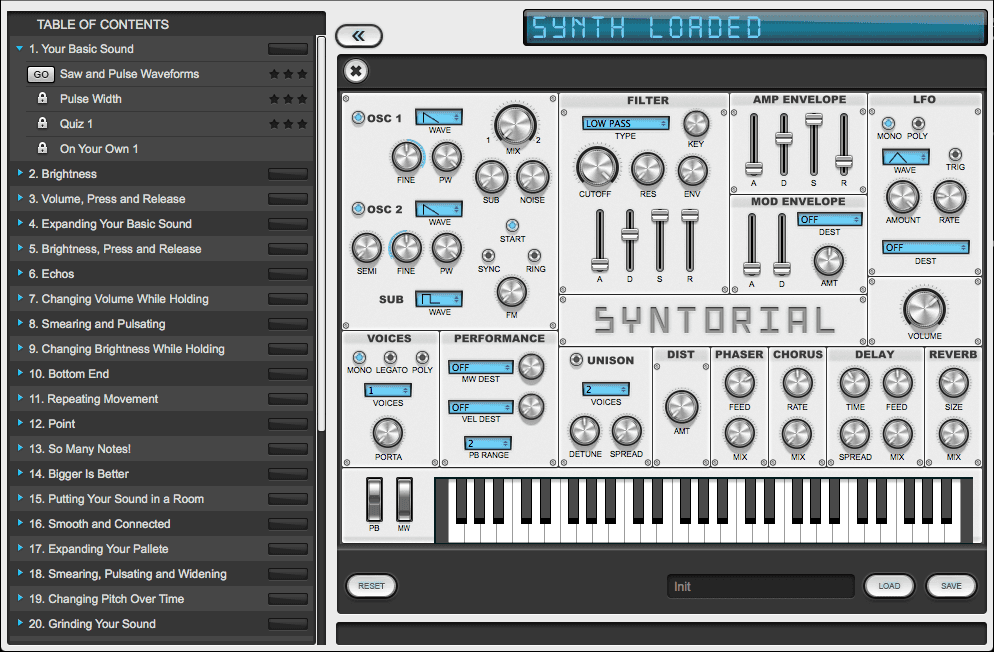 TABLE OF CONTENTS
1. Your Basic Sound
GO Saw and Pulse Waveforms
Pulse Width
Quiz 1
On Your Own 1
2. Brightness
3. Volume, Press and Release
4. Expanding Your Basic Sound
5. Brightness, Press and Release
6. Echos
7. Changing Volume While Holding
8. Smearing and Pulsating
9. Changing Brightness While Holding
10. Bottom End
11. Repeating Movement
12. Point
13. So Many Notes!
14. Bigger Is Better
15. Putting Your Sound in a Room
16. Smooth and Connected
17. Expanding Your Pallete
18. Smearing, Pulsating and Widening
19. Changing Pitch Over Time
20. Grinding Your Sound
SYNTH LOADED
OSC 1
WAVE
1 2
MIX
FINE PW
SUB NOISE
OSC 2
WAVE
START
SEMI FINE PW
SYNC RING
SUB
WAVE
FM
FILTER
LOW PASS
TYPE
KEY
CUTOFF RES ENV
A D S R
AMP ENVELOPE
A D S R
MOD ENVELOPE
OFF
DEST
A D AMT
LFO
MONO POLY
WAVE TRIG
AMOUNT RATE
OFF
DEST
SYNTORIAL
VOLUME
VOICES
MONO LEGATO POLY
1
VOICES
PORTA
PERFORMANCE
OFF
MW DEST
OFF
VEL DEST
2
PB RANGE
UNISON
2
VOICES
DETUNE SPREAD
DIST
AMT
PHASER
FEED
MIX
CHORUS
RATE
MIX
DELAY
TIME FEED
SPREAD MIX
REVERB
SIZE
MIX
PB MW
RESET
Init
LOAD
SAVE